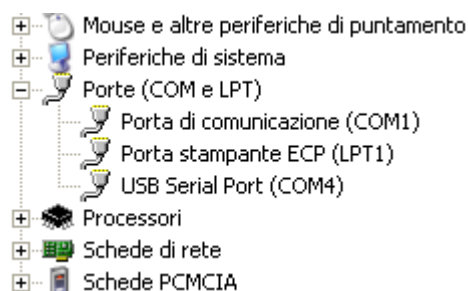 Mouse e altre periferiche di puntamento
Periferiche di sistema
Porte (COM e LPT)
Porta di comunicazione (COM1)
Porta stampante ECP (LPT1)
USB Serial Port (COM4)
Processori
Schede di rete
Schede PCMCIA